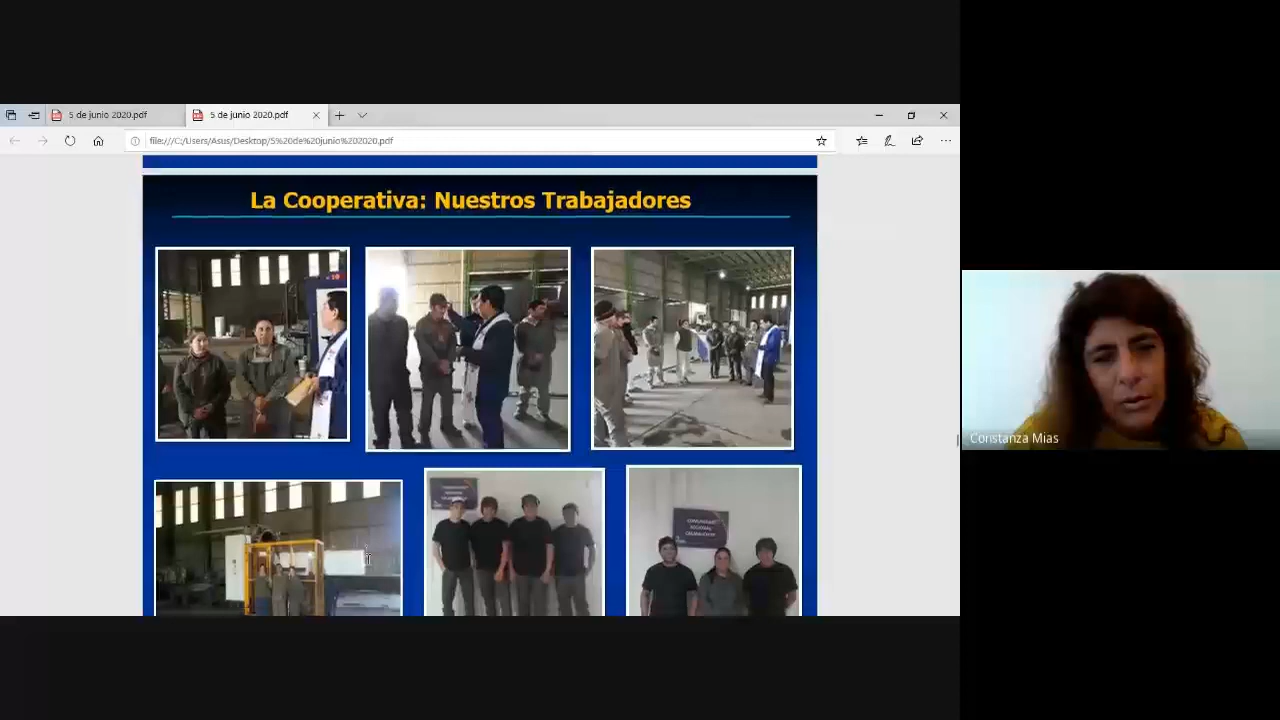 5 de junio 2020.pdf
5 de junio 2020.pdf
file:///C:/Users/Asus/Desktop/5%20de%20junio%202020.pdf
La Cooperativa: Nuestros Trabajadores
Constanza Mias